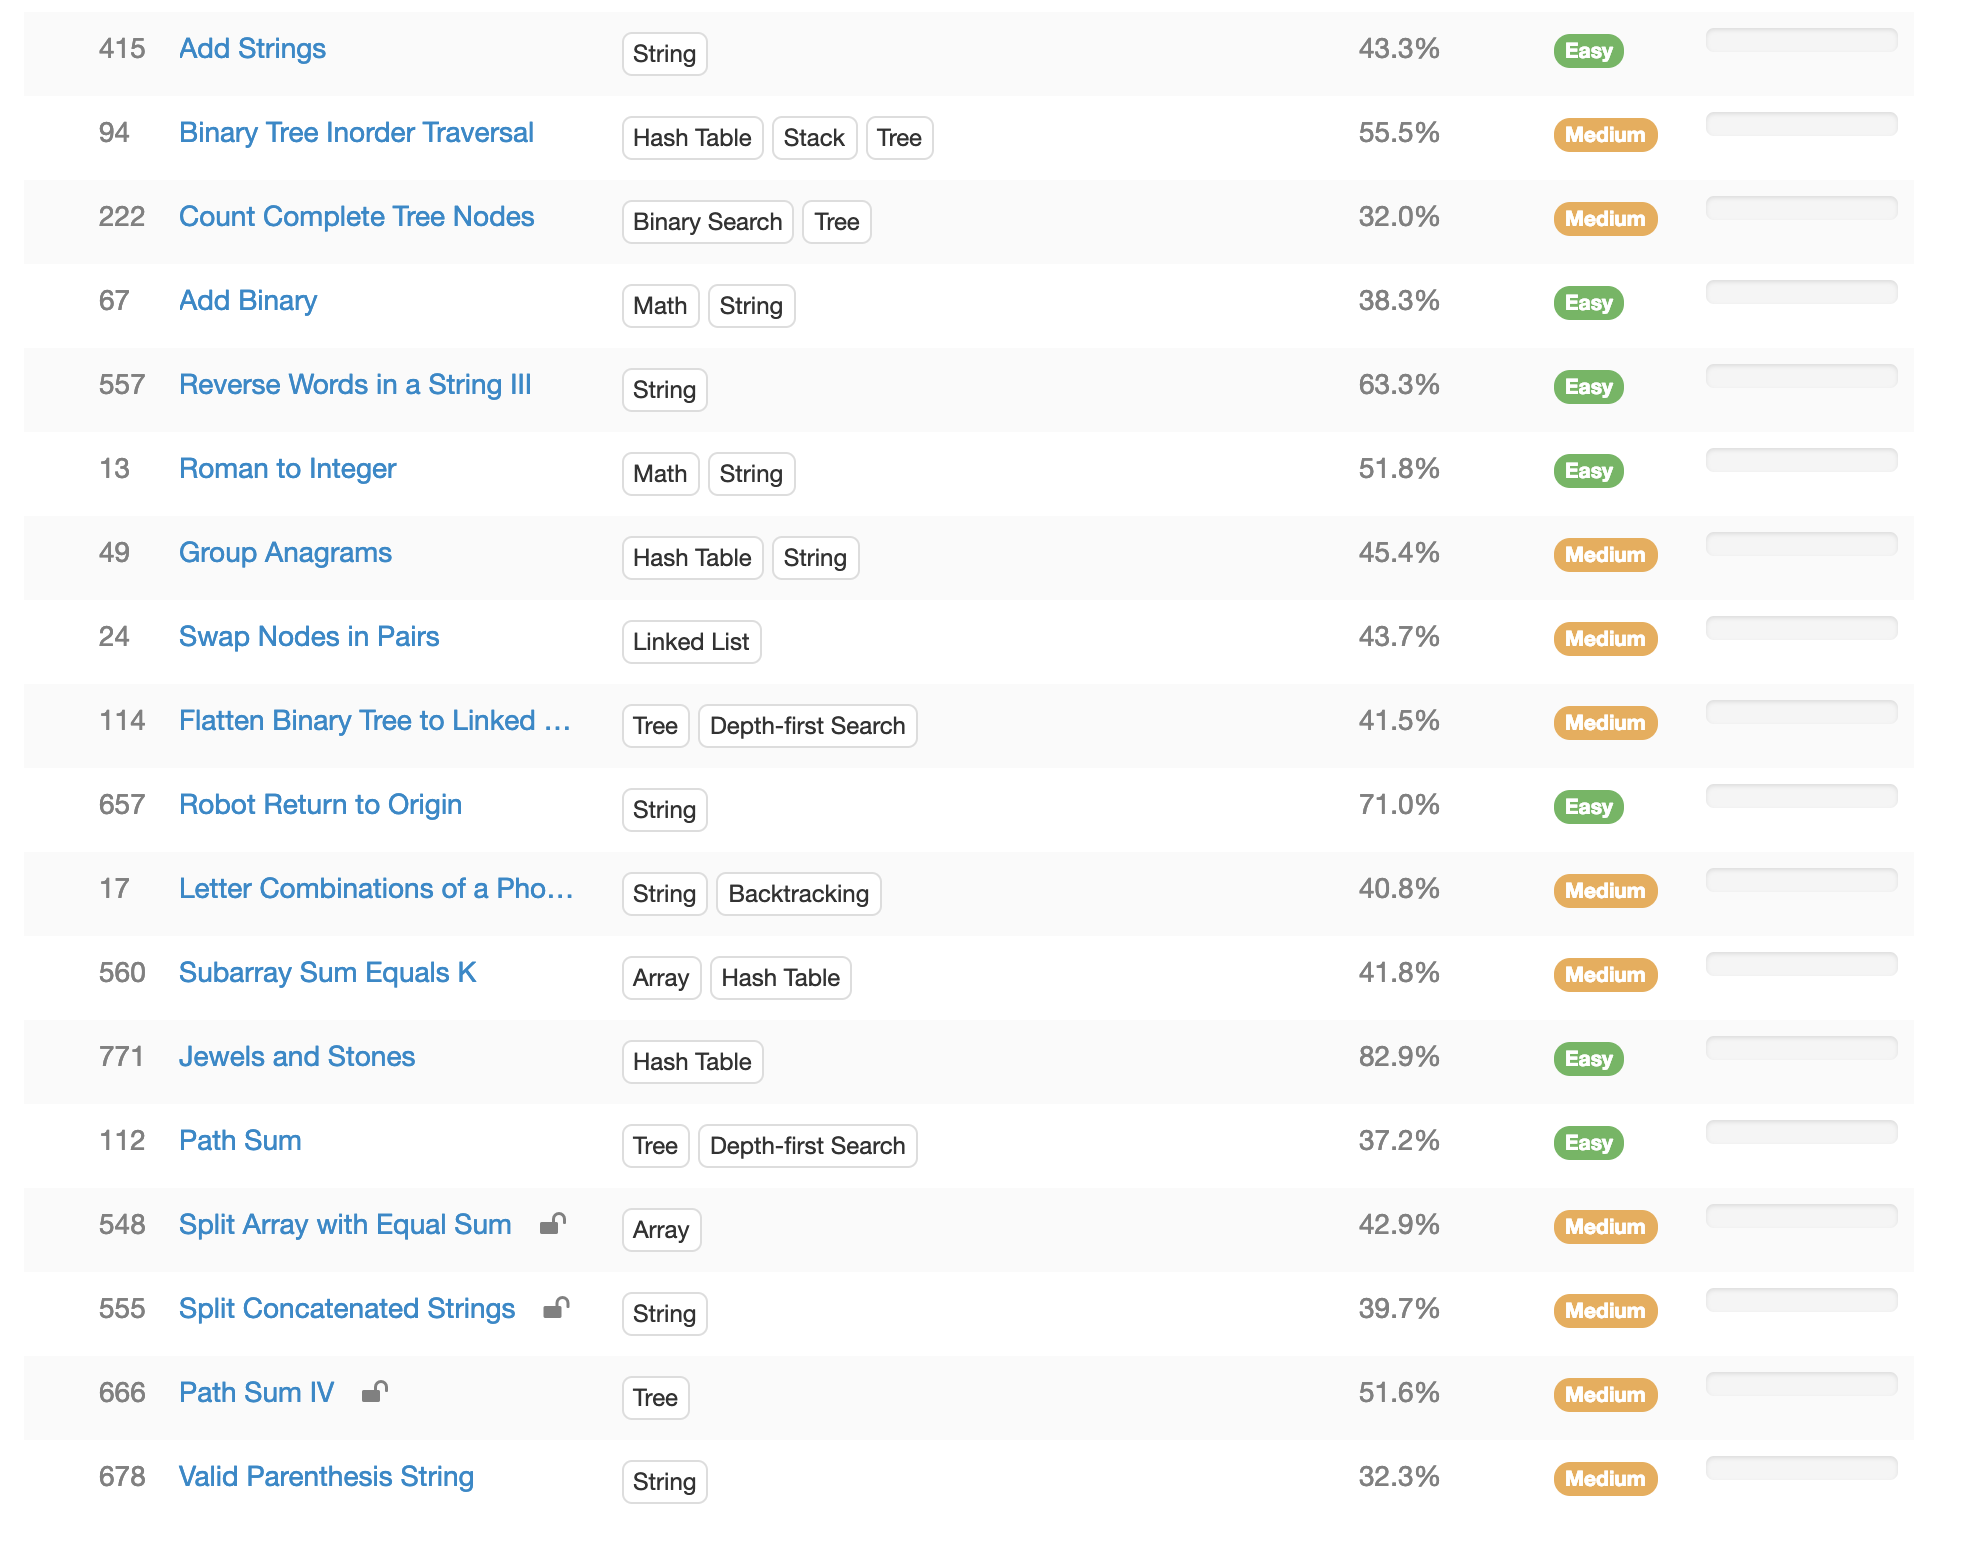 415 Add Strings String 43.3% Easy
94 Binary Tree Inorder Traversal Hash Table Stack Tree 55.5% Medium
222 Count Complete Tree Nodes Binary Search Tree 32.0% Medium
67 Add Binary Math String 38.3% Easy
557 Reverse Words in a String III String 63.3% Easy
13 Roman to Integer Math String 51.8% Easy
49 Group Anagrams Hash Table String 45.4% Medium
24 Swap Nodes in Pairs Linked List 43.7% Medium
114 Flatten Binary Tree to Linked ... Tree Depth-first Search 41.5% Medium
657 Robot Return to Origin String 71.0% Easy
17 Letter Combinations of a Pho... String Backtracking 40.8% Medium
560 Subarray Sum Equals K Array Hash Table 41.8% Medium
771 Jewels and Stones Hash Table 82.9% Easy
112 Path Sum Tree Depth-first Search 37.2% Easy
548 Split Array with Equal Sum Array 42.9% Medium
555 Split Concatenated Strings String 39.7% Medium
666 Path Sum IV Tree 51.6% Medium
678 Valid Parenthesis String String 32.3% Medium